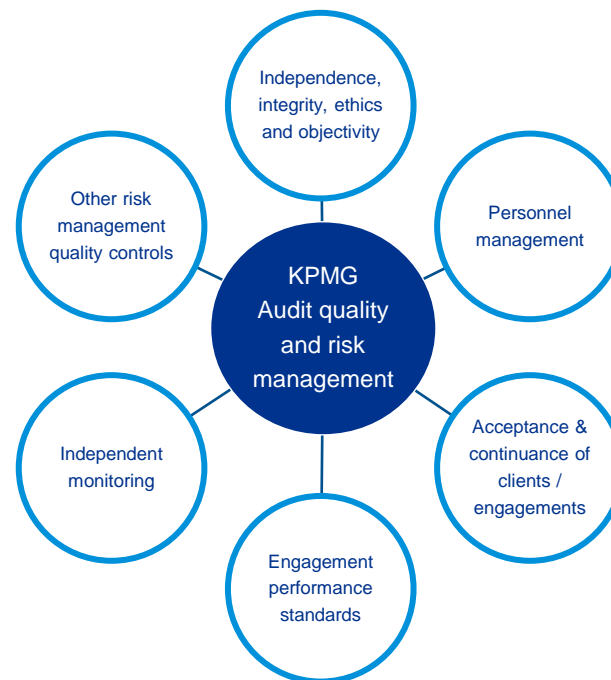 Independence,
integrity, ethics
and objectivity
Other risk
management
quality controls
Personnel
management
KPMG
Audit quality
and risk
management
Independent
monitoring
Acceptance &
continuance of
clients /
engagements
Engagement
performance
standards